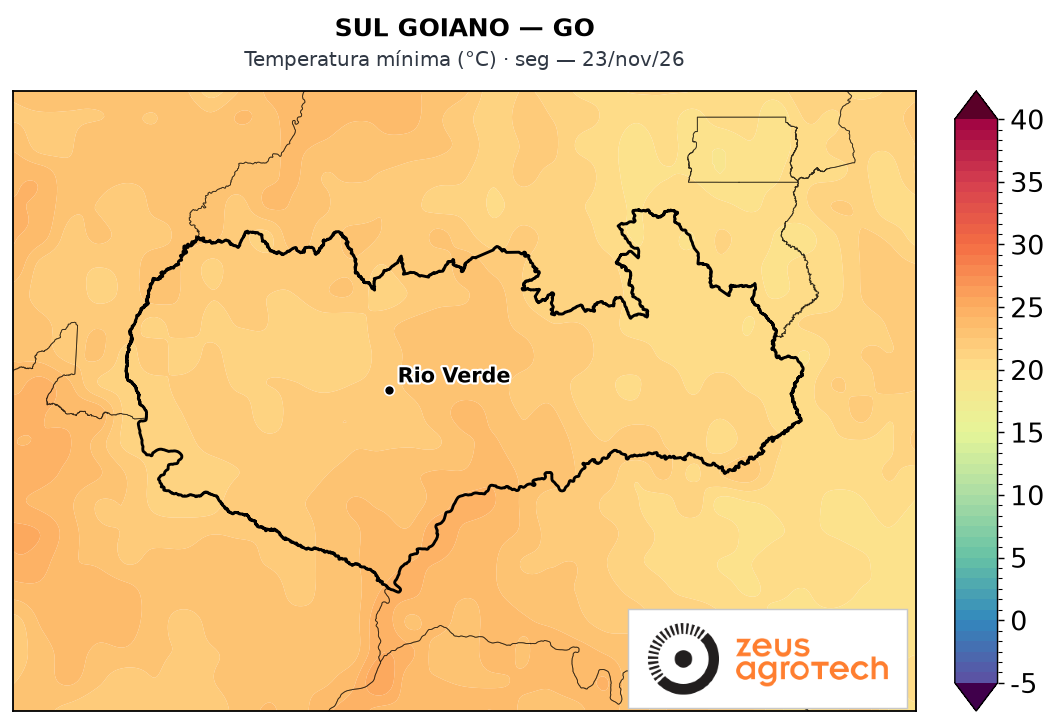 SUL GOIANO — GO
Temperatura mínima (°C) · seg — 23/nov/26
Rio Verde
40
35
30
25
20
15
10
5
0
-5
zeus
agrotech